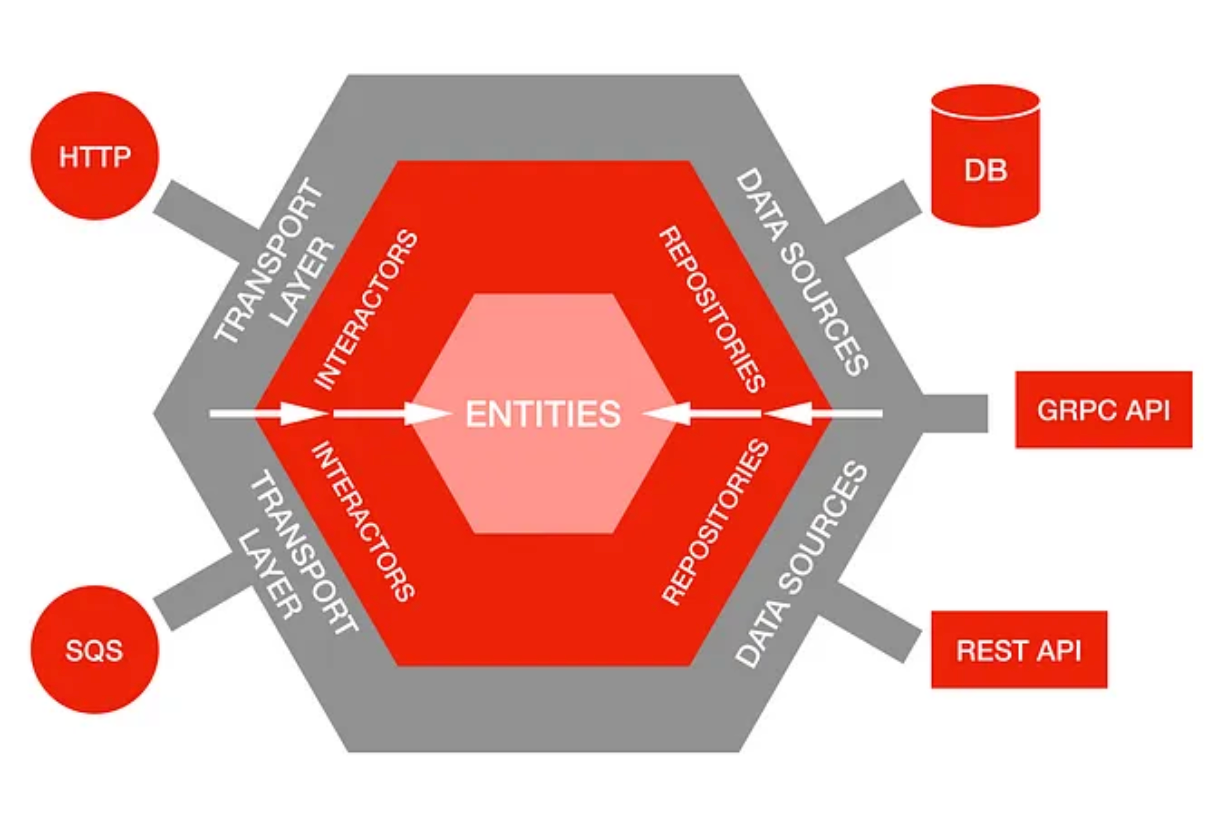 HTTP
TRANSPORT
LAYER
INTERACTORS
REPOSITORIES
DATA SOURCES
DB
ENTITIES
GRPC API
INTERACTORS
TRANSPORT
LAYER
REPOSITORIES
DATA SOURCES
SQS
REST API